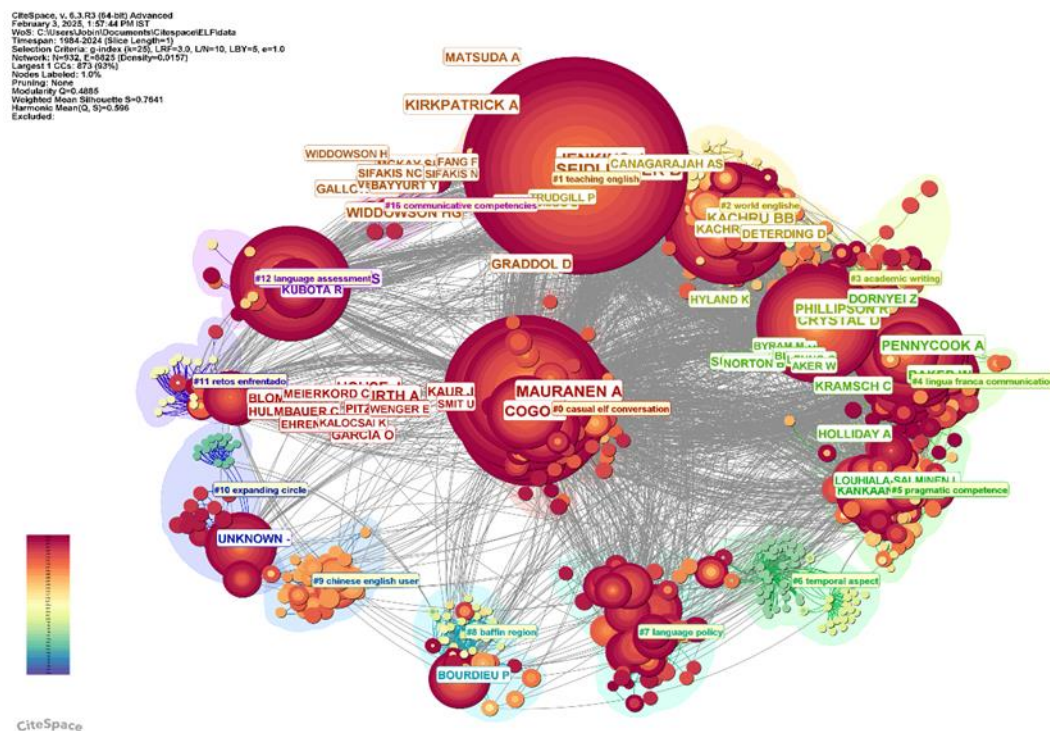 CiteSpace, v. 6.3.R3 (64-bit) Advanced
February 3, 2025, 1:57:44 PM IST
WoS: C:\Users\Jobin\Documents\Citespace\ELF\data
Timespan: 1984-2024 (Slice Length=1)
Selection Criteria: g-index (k=25), LRF=3.0, L/N=10, LBY=5, e=1.0
Network: N=932, E=6825 (Density=0.0157)
Largest 1 CCs: 873 (93%)
Nodes Labeled: 1.0%
Pruning: None
Modularity Q=0.4885
Weighted Mean Silhouette S=0.7641
Harmonic Mean(Q, S)=0.596
Excluded:
MATSUDA A
KIRKPATRICK A
WIDDOWSON H
FANG F
SIFAKIS NC
SIFAKIS N
BAYYURT Y
WIDDOWSON HG
#16 communicative competencies
CANAGARAJAH AS
#1 teaching english
TRUDGILL P
GRADDOL D
#2 world englishe
KACHRU BB
DETERDING D
#12 language assessment
KUBOTA R
HYLAND K
#3 academic writing
DORNYEI Z
PHILLIPSON R
CRYSTAL D
PENNYCOOK A
BYRAM M
NORTON B
#4 lingua franca communication
KRAMSCH C
HOLLIDAY A
#11 retos enfrentado
MEIERKORD C
KAUR J
WENGER E
SMIT U
KALOCSAI K
GARCIA O
MAURANEN A
COGO
#0 casual elf conversation
LOUHIALA-SALMINEN L
#5 pragmatic competence
#10 expanding circle
UNKNOWN -
#9 chinese english user
#8 baffin region
BOURDIEU P
#7 language policy
#6 temporal aspect
CiteSpace